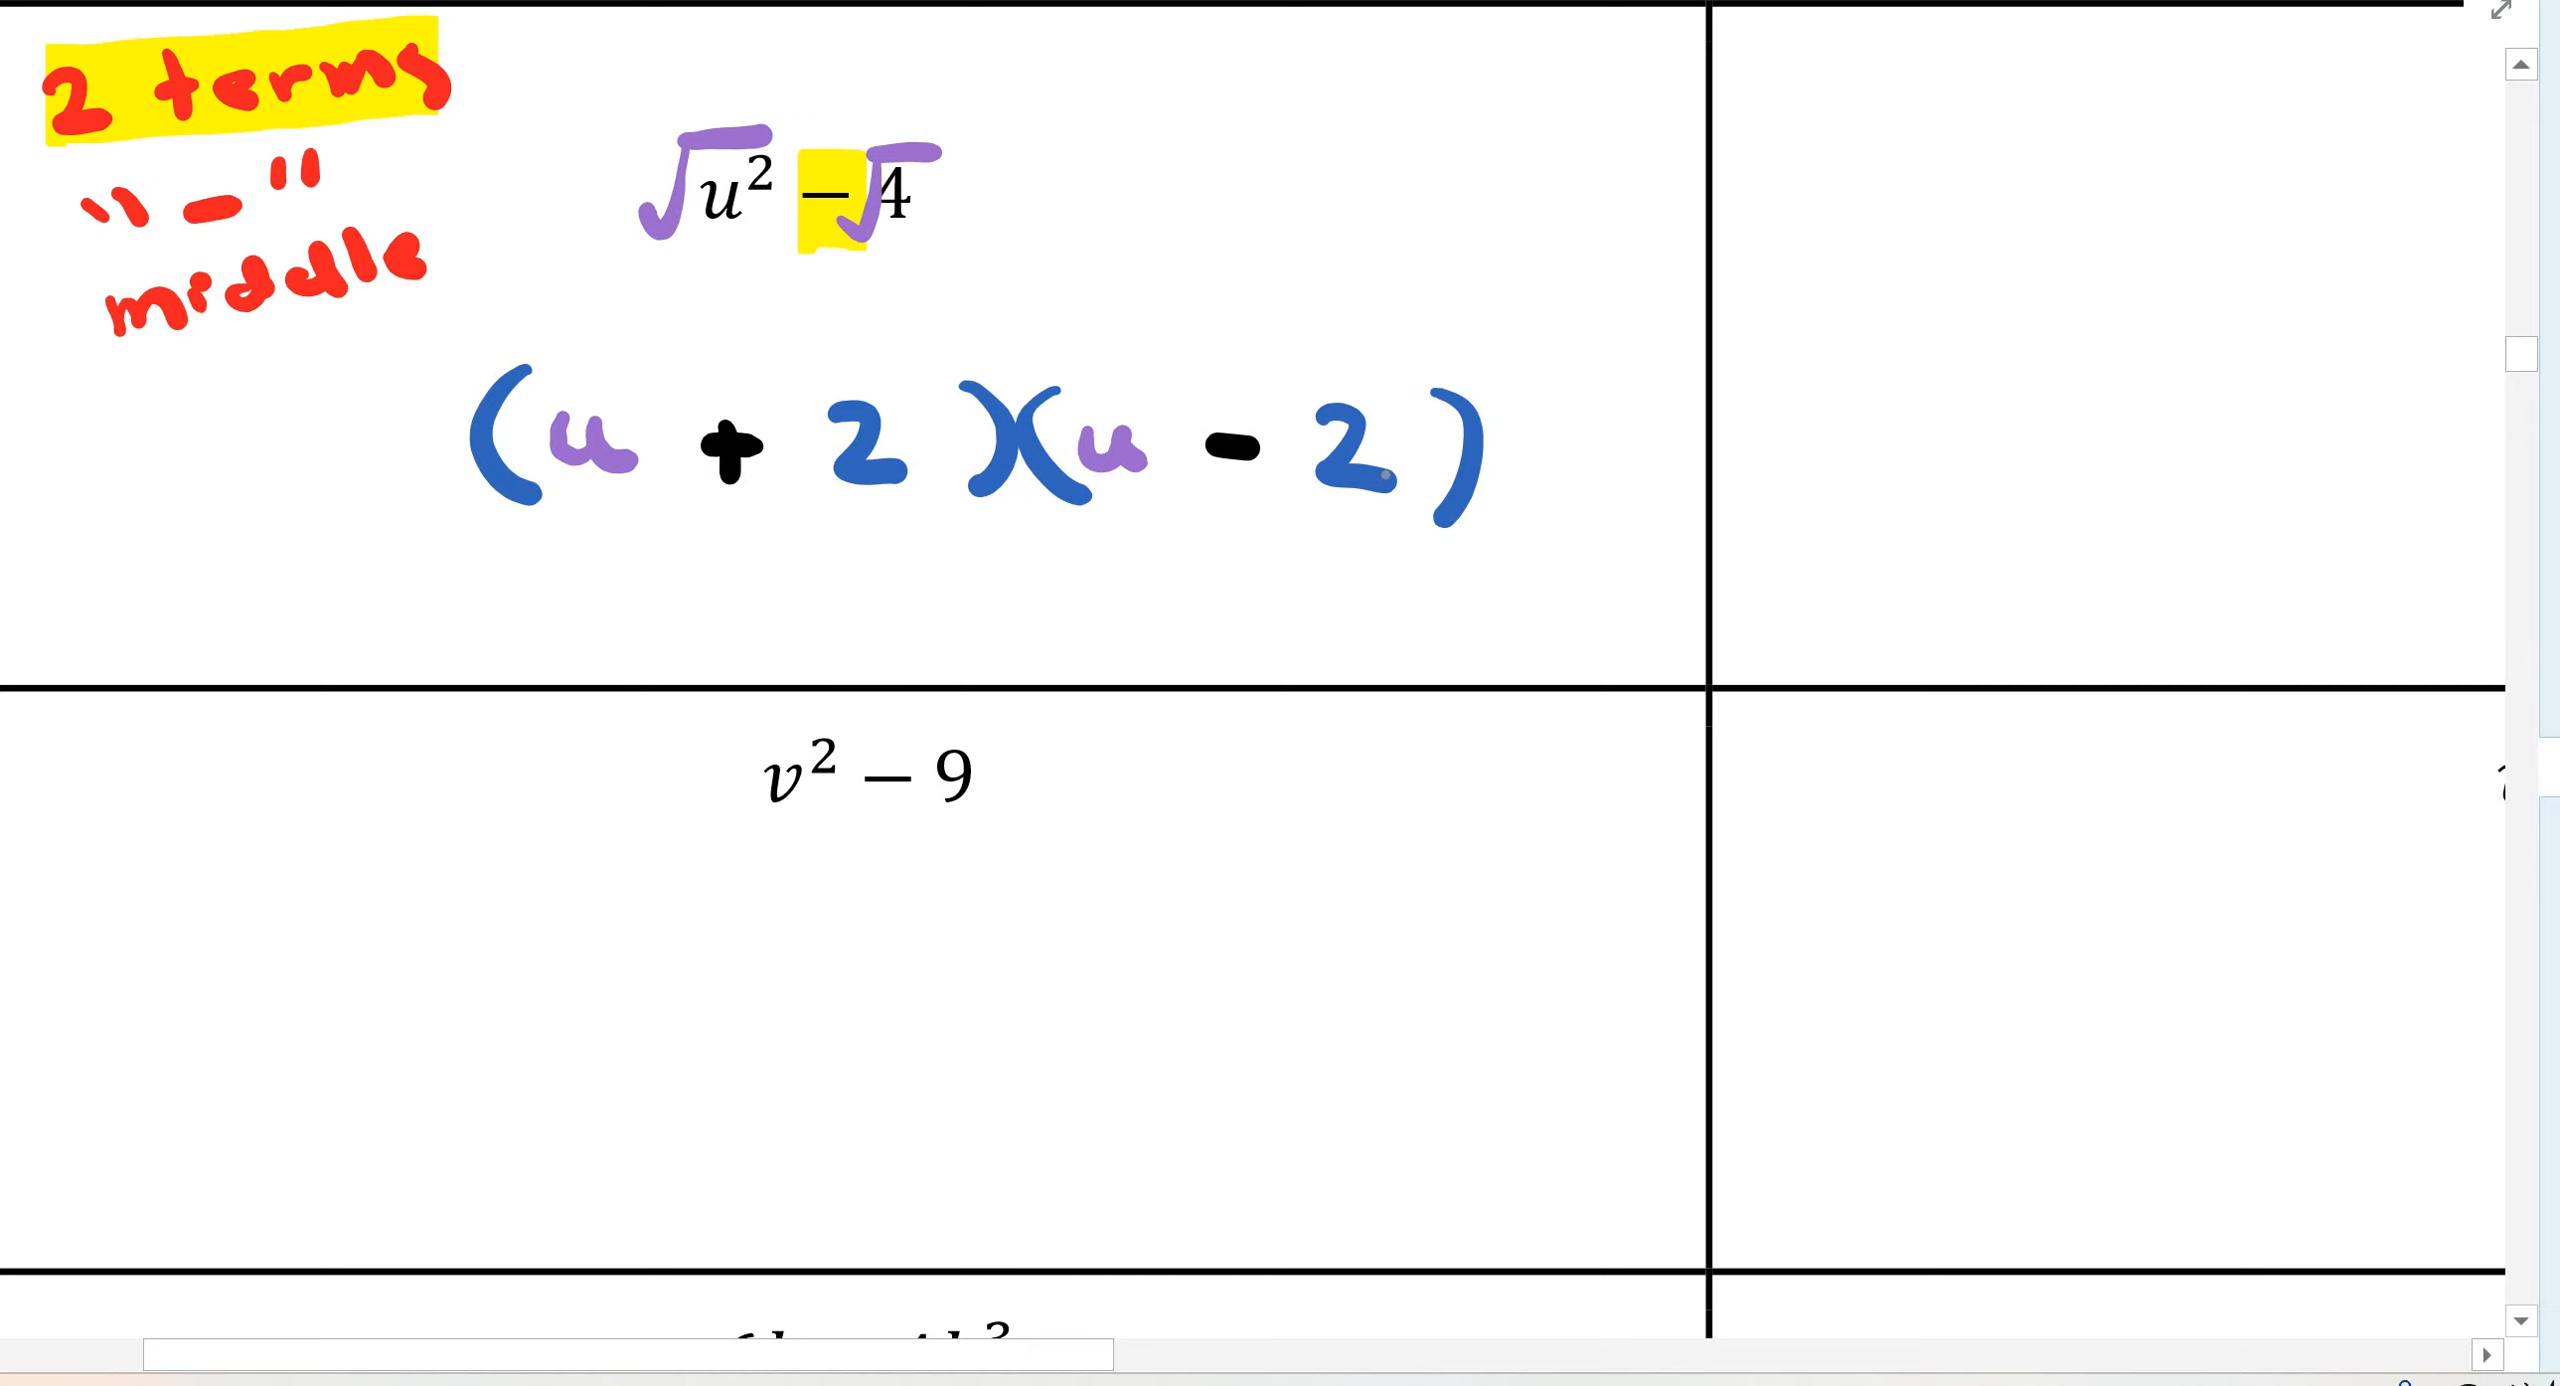 2 terms
"-"
middle
√u² − √4
(u + 2)(u - 2)
v² − 9